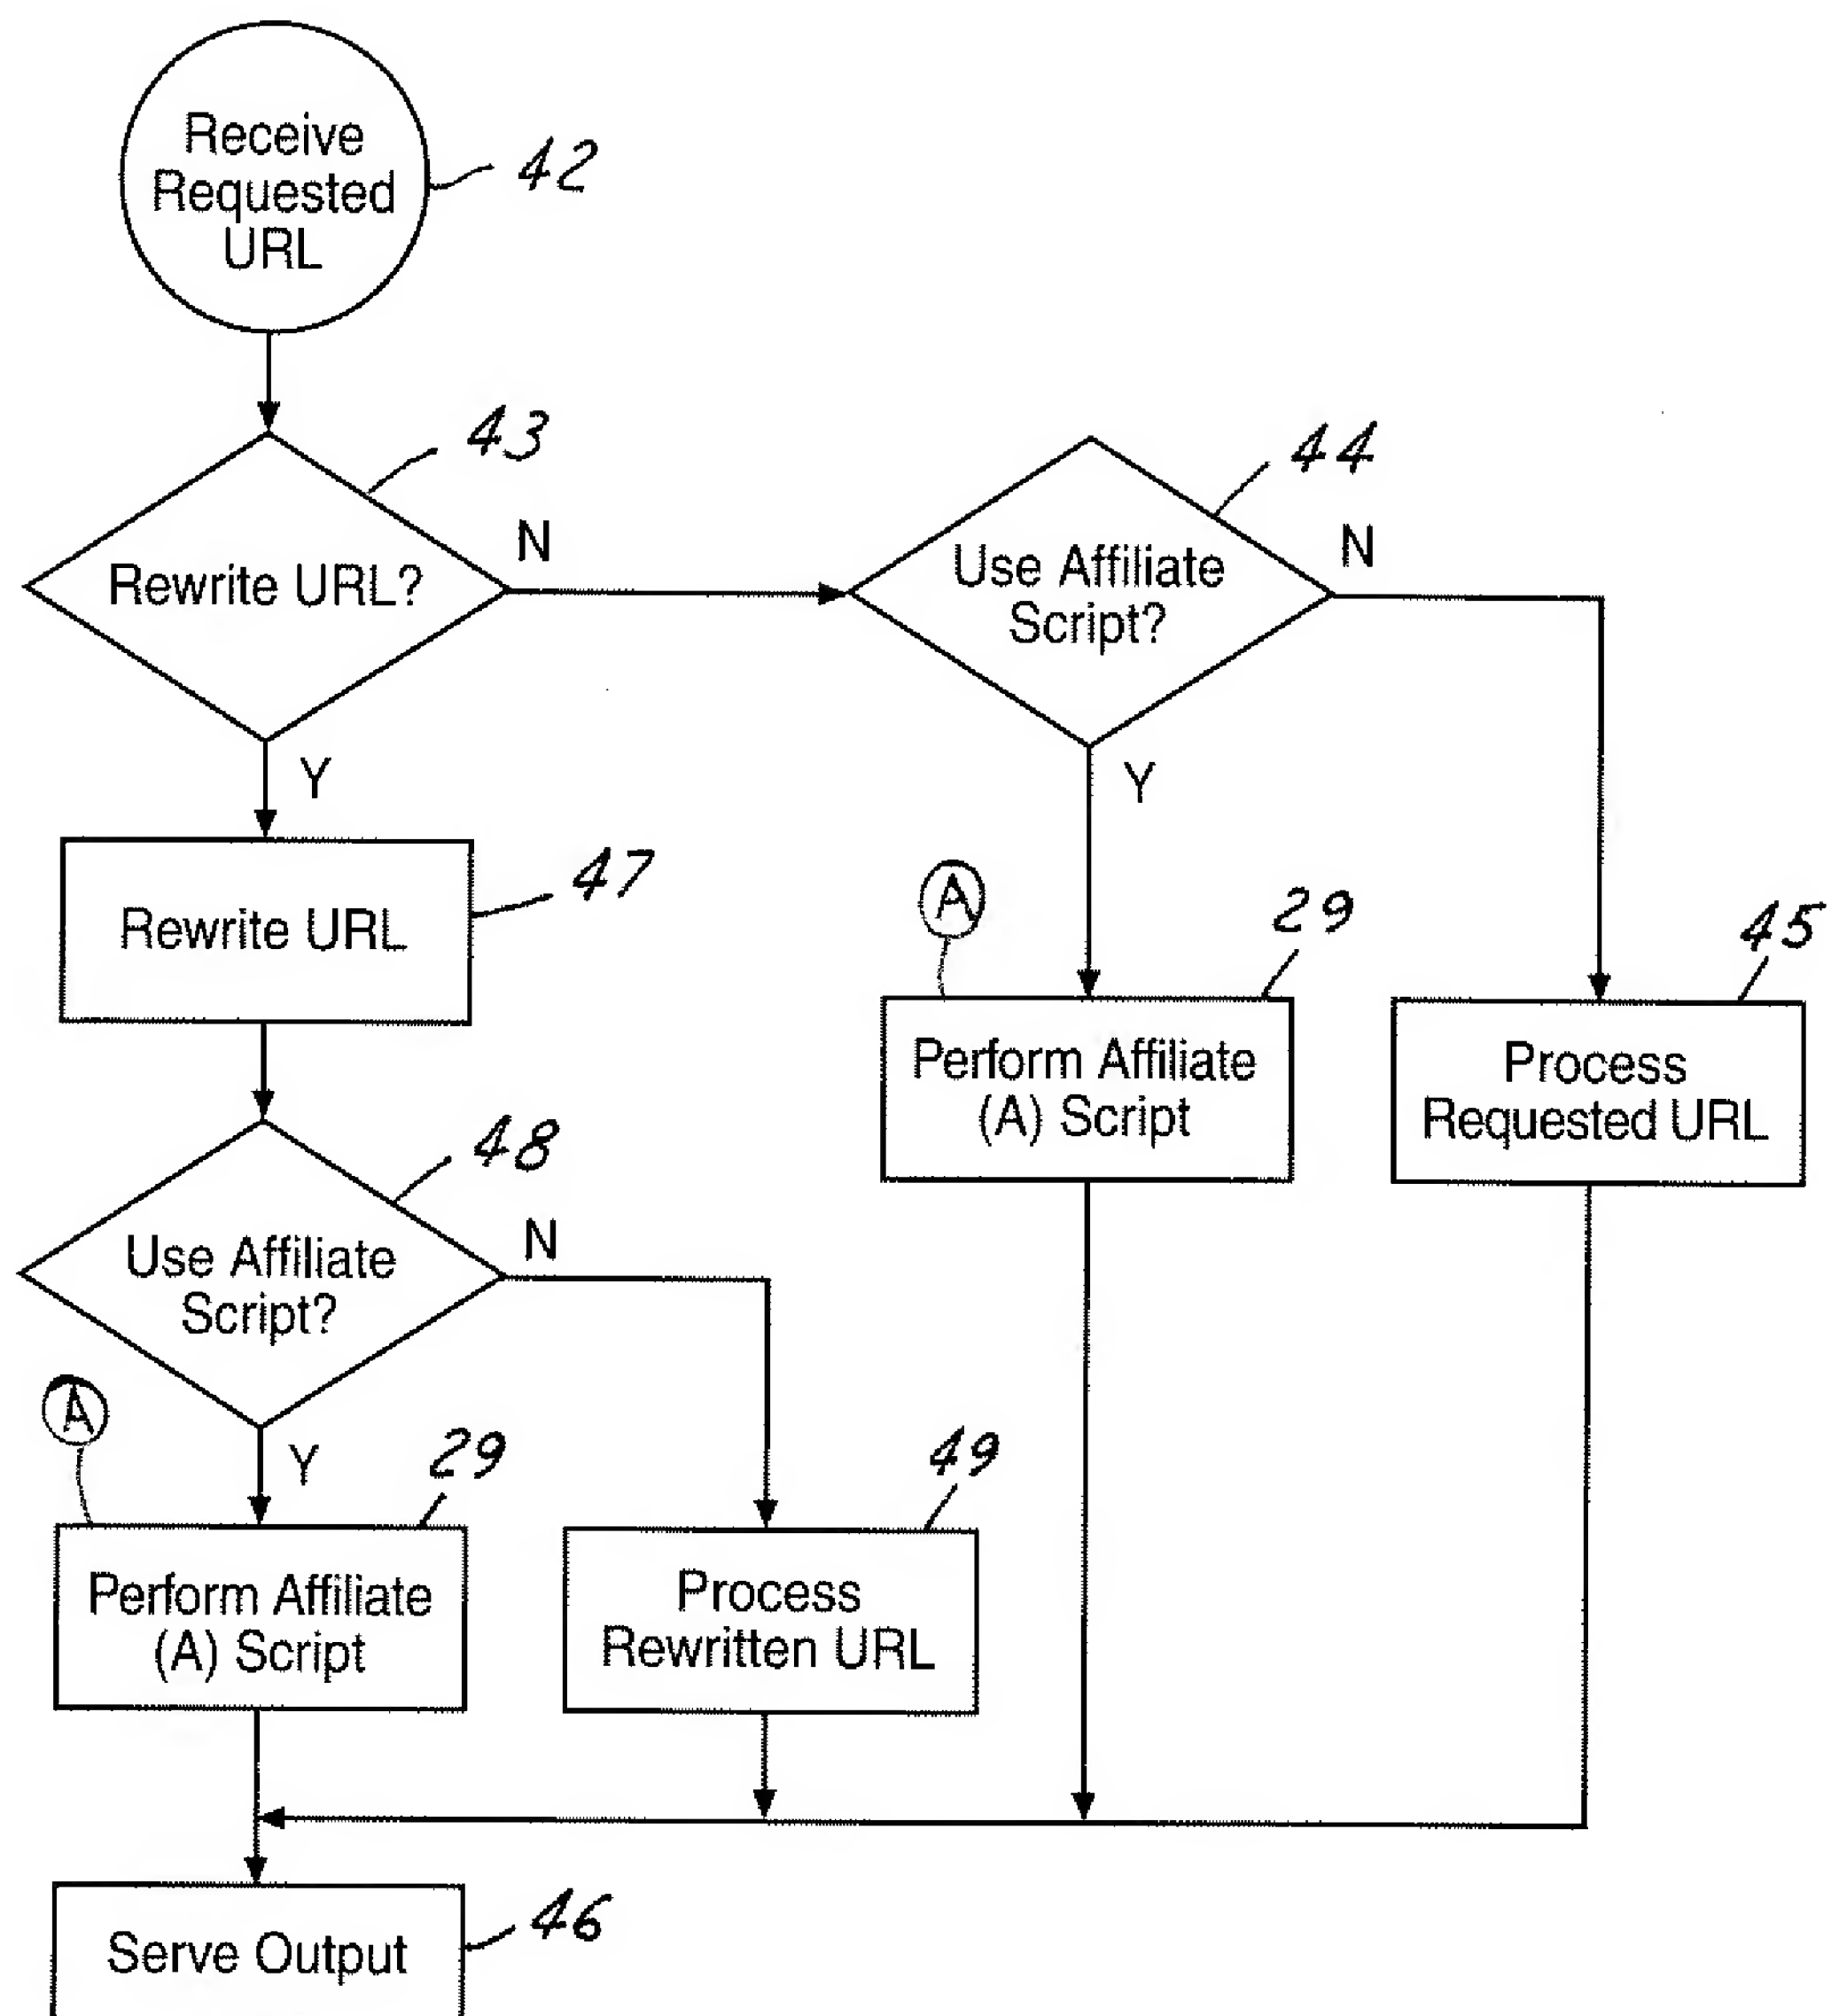 Receive
Requested
URL
42
43
Rewrite URL?
N
Y
44
Use Affiliate
Script?
N
Y
Rewrite URL
47
A
29
Perform Affiliate
(A) Script
45
Process
Requested URL
48
Use Affiliate
Script?
N
Y
A
29
Perform Affiliate
(A) Script
49
Process
Rewritten URL
Serve Output
46